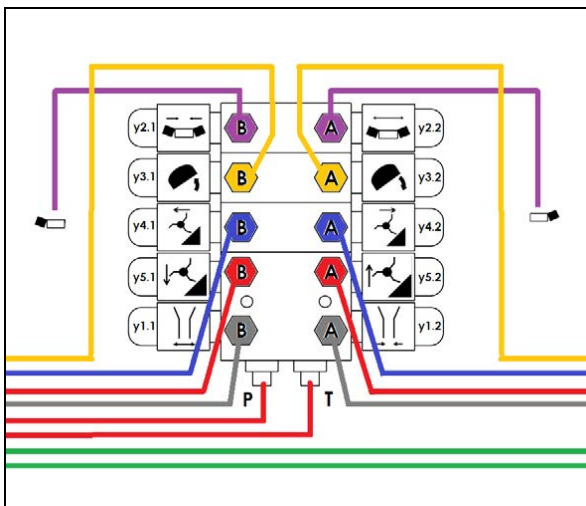 y2.1 B A y2.2
y3.1 B A y3.2
y4.1 B A y4.2
y5.1 B A y5.2
y1.1 B A y1.2
P T